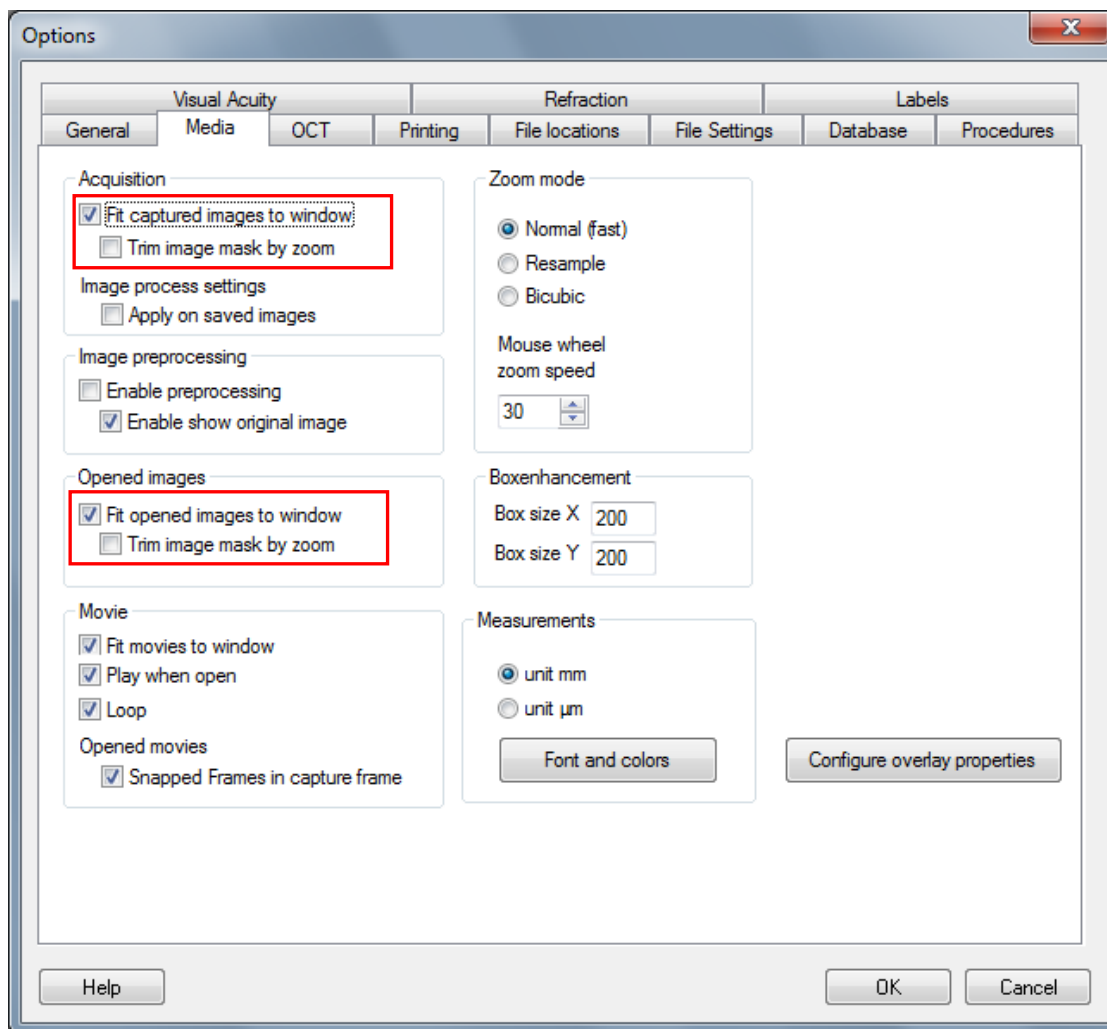 Options
X
Visual Acuity
Refraction
Labels
General
Media
OCT
Printing
File locations
File Settings
Database
Procedures
Acquisition
Fit captured images to window
Trim image mask by zoom
Image process settings
Apply on saved images
Image preprocessing
Enable preprocessing
Enable show original image
Opened images
Fit opened images to window
Trim image mask by zoom
Movie
Fit movies to window
Play when open
Loop
Opened movies
Snapped Frames in capture frame
Zoom mode
Normal (fast)
Resample
Bicubic
Mouse wheel
zoom speed
30
Boxenhancement
Box size X 200
Box size Y 200
Measurements
unit mm
unit µm
Font and colors
Configure overlay properties
Help
OK
Cancel